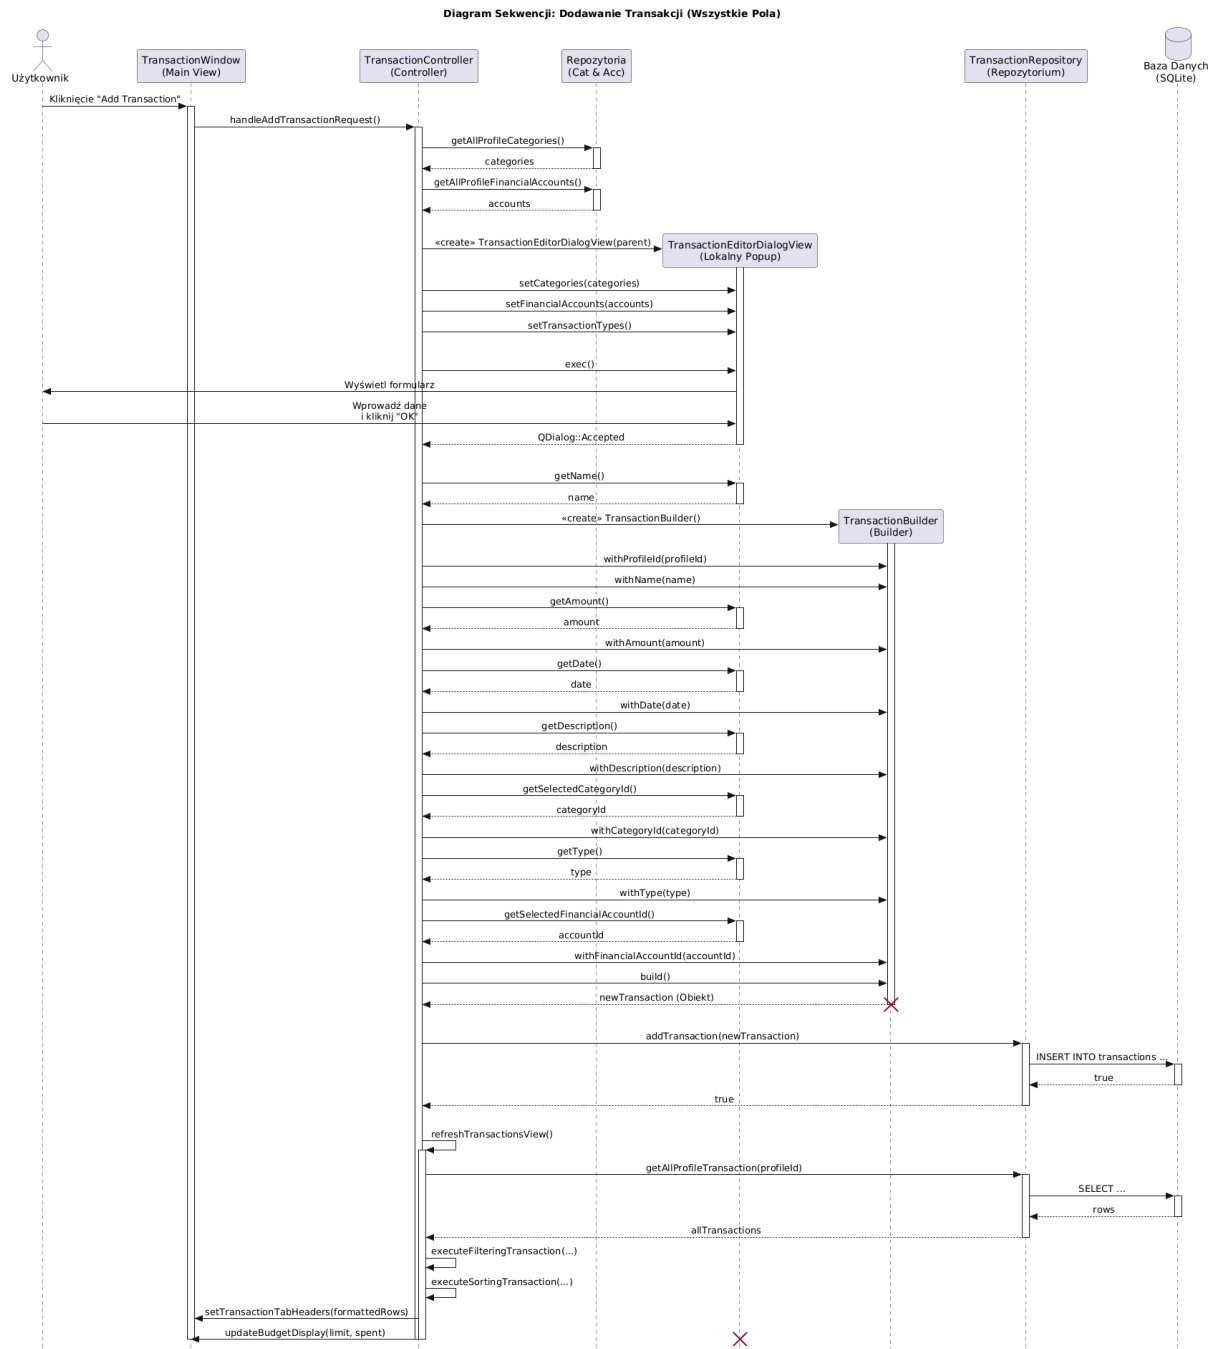 Diagram Sekwencji: Dodawanie Transakcji (Wszystkie Pola)
Użytkownik
TransactionWindow
(Main View)
TransactionController
(Controller)
Repozytoria
(Cat & Acc)
TransactionRepository
(Repozytorium)
Baza Danych
(SQLite)
Kliknięcie "Add Transaction"
handleAddTransactionRequest()
getAllProfileCategories()
categories
getAllProfileFinancialAccounts()
accounts
«create» TransactionEditorDialogView(parent)
TransactionEditorDialogView
(Lokalny Popup)
setCategories(categories)
setFinancialAccounts(accounts)
setTransactionTypes()
exec()
Wyświetl formularz
Wprowadź dane
i kliknij "OK"
QDialog::Accepted
getName()
name
«create» TransactionBuilder()
TransactionBuilder
(Builder)
withProfileId(profileId)
withName(name)
getAmount()
amount
withAmount(amount)
getDate()
date
withDate(date)
getDescription()
description
withDescription(description)
getSelectedCategoryId()
categoryId
withCategoryId(categoryId)
getType()
type
withType(type)
getSelectedFinancialAccountId()
accountId
withFinancialAccountId(accountId)
build()
newTransaction (Obiekt)
addTransaction(newTransaction)
INSERT INTO transactions ...
true
true
refreshTransactionsView()
getAllProfileTransaction(profileId)
SELECT ...
rows
allTransactions
executeFilteringTransaction(...)
executeSortingTransaction(...)
setTransactionTabHeaders(formattedRows)
updateBudgetDisplay(limit, spent)